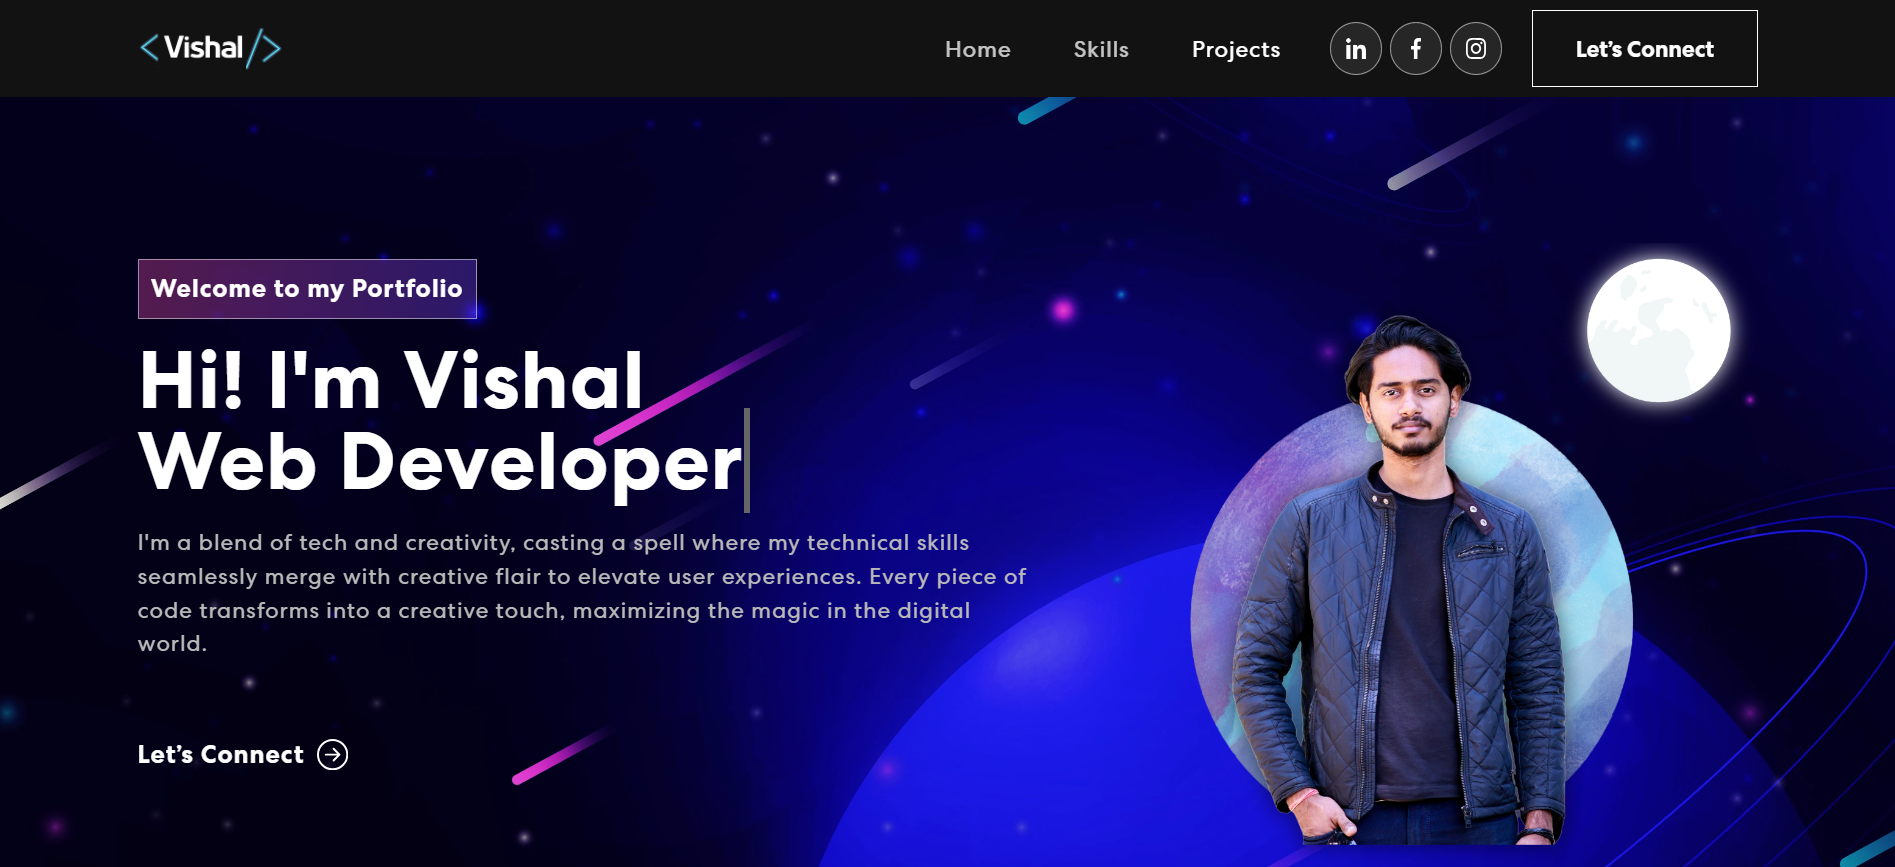 <Vishal/>
Home
Skills
Projects
Let’s Connect
Welcome to my Portfolio
Hi! I'm Vishal
Web Developer
I'm a blend of tech and creativity, casting a spell where my technical skills
seamlessly merge with creative flair to elevate user experiences. Every piece of
code transforms into a creative touch, maximizing the magic in the digital
world.
Let’s Connect